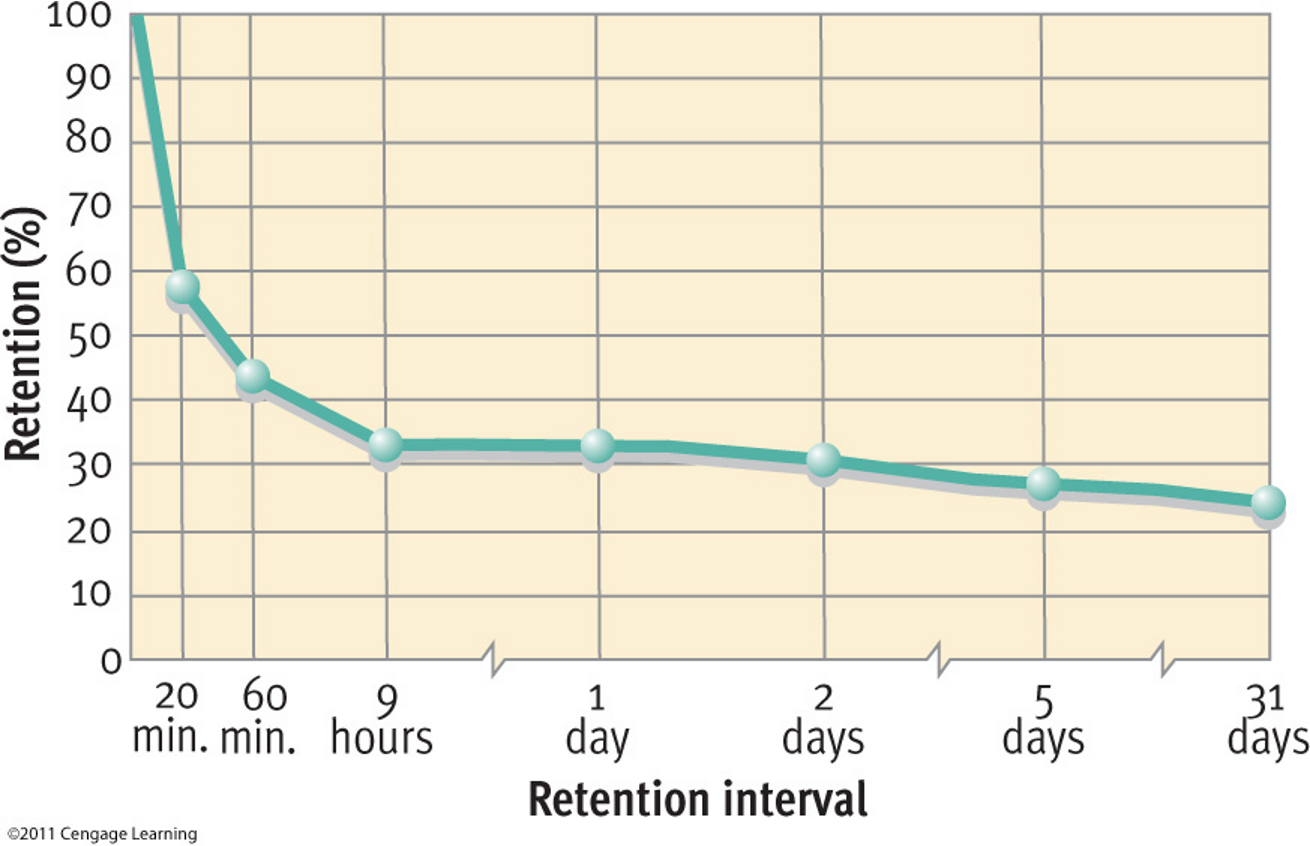 100
90
80
70
60
50
40
30
20
10
0
Retention (%)
20 60 9 1 2 5 31
min. min. hours day days days days
Retention interval
©2011 Cengage Learning